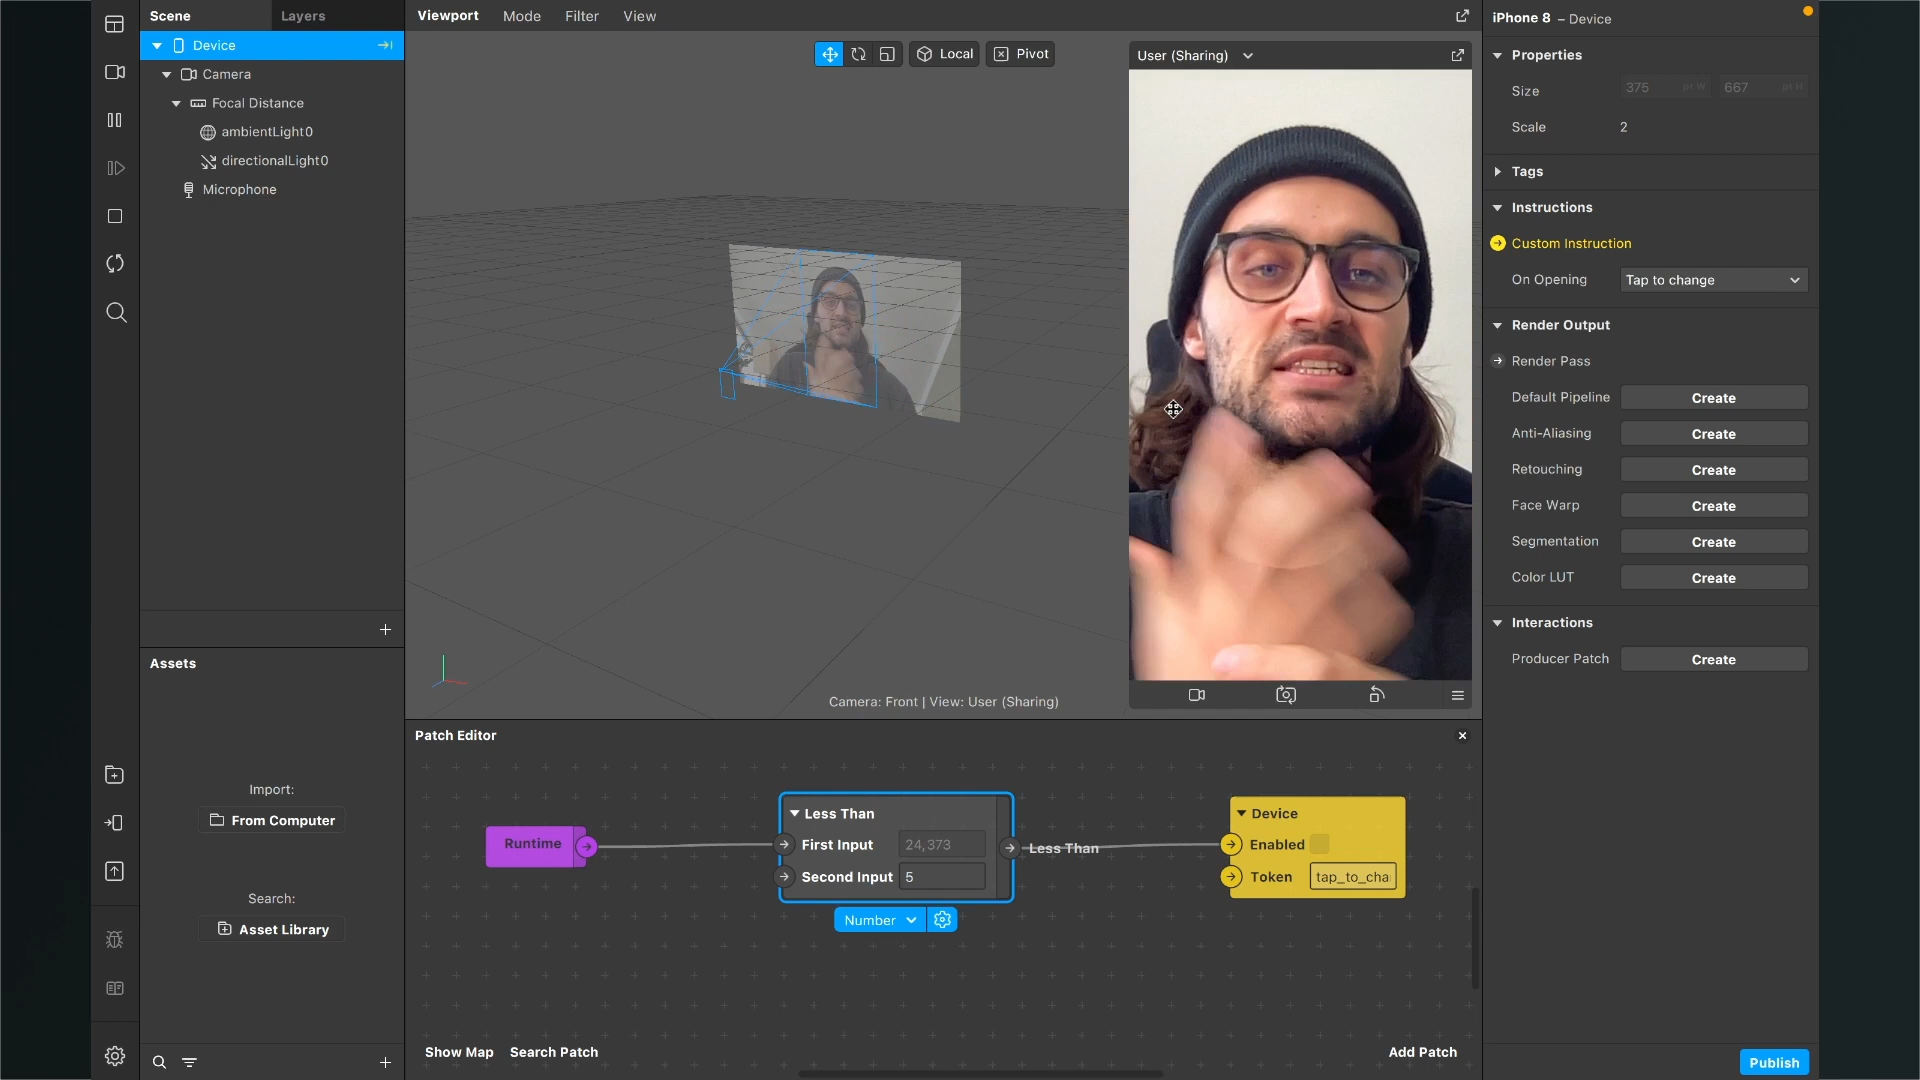 Scene
Layers
Device
Camera
Focal Distance
ambientLight0
directionalLight0
Microphone
Assets
Import:
From Computer
Search:
Asset Library
Viewport
Mode
Filter
View
Local
Pivot
User (Sharing)
Camera: Front | View: User (Sharing)
Patch Editor
Runtime
Less Than
First Input
24,373
Second Input
5
Number
Less Than
Device
Enabled
Token
tap_to_cha
Show Map
Search Patch
Add Patch
iPhone 8 – Device
Properties
Size
375 pt W
667 pt H
Scale
2
Tags
Instructions
Custom Instruction
On Opening
Tap to change
Render Output
Render Pass
Default Pipeline
Create
Anti-Aliasing
Create
Retouching
Create
Face Warp
Create
Segmentation
Create
Color LUT
Create
Interactions
Producer Patch
Create
Publish